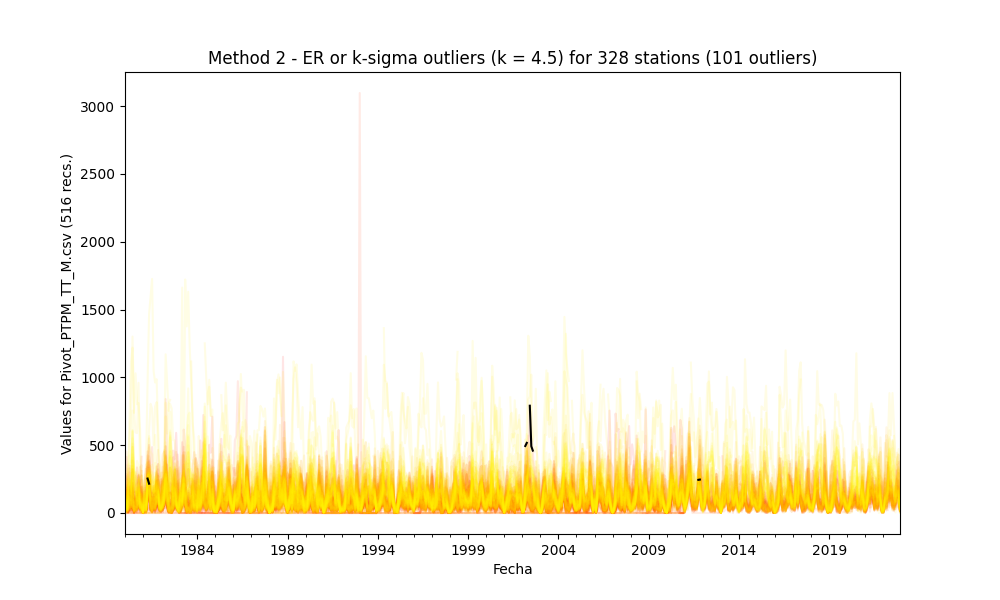 Method 2 - ER or k-sigma outliers (k = 4.5) for 328 stations (101 outliers)
Values for Pivot_PTPM_TT_M.csv (516 recs.)
3000
2500
2000
1500
1000
500
0
1984 1989 1994 1999 2004 2009 2014 2019
Fecha